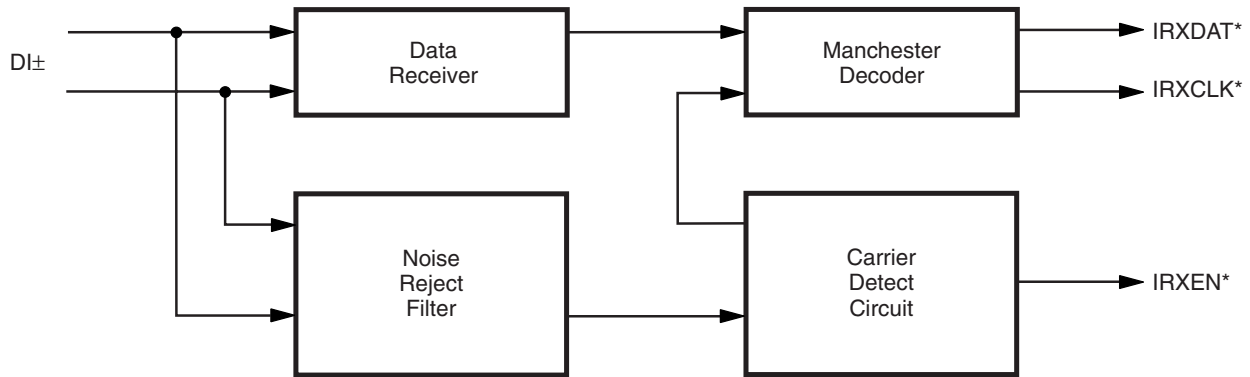 DI±
Data
Receiver
Manchester
Decoder
IRXDAT*
IRXCLK*
Noise
Reject
Filter
Carrier
Detect
Circuit
IRXEN*